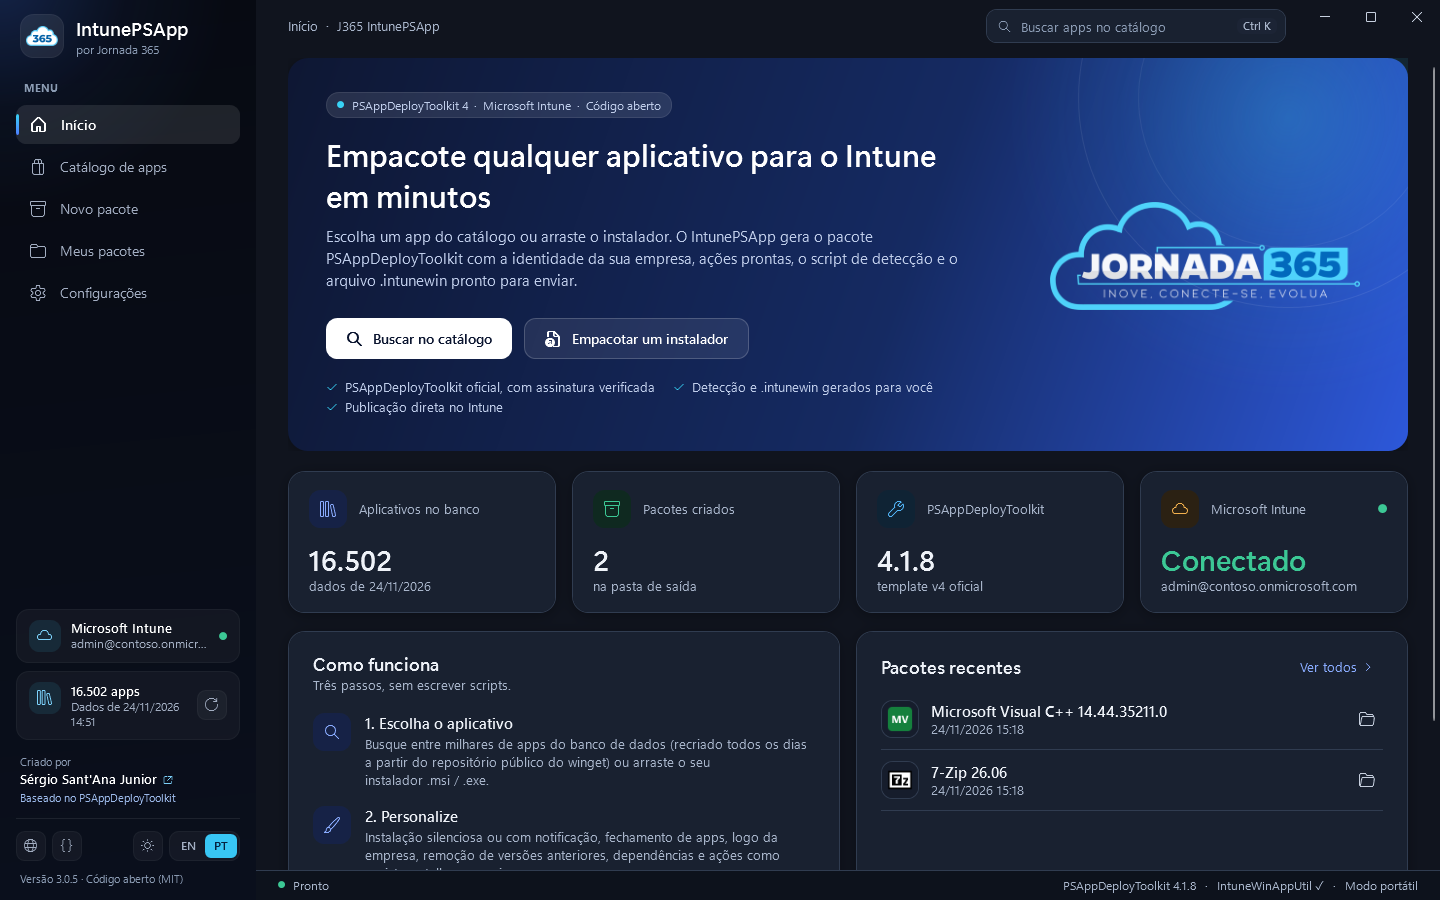 365
IntunePSApp
por Jornada 365
MENU
Início
Catálogo de apps
Novo pacote
Meus pacotes
Configurações
Microsoft Intune
admin@contoso.onmicr...
16.502 apps
Dados de 24/11/2026
14:51
Criado por
Sérgio Sant'Ana Junior
Baseado no PSAppDeployToolkit
EN PT
Versão 3.0.5 · Código aberto (MIT)
Início · J365 IntunePSApp
Buscar apps no catálogo Ctrl K
PSAppDeployToolkit 4 · Microsoft Intune · Código aberto
Empacote qualquer aplicativo para o Intune
em minutos
Escolha um app do catálogo ou arraste o instalador. O IntunePSApp gera o pacote
PSAppDeployToolkit com a identidade da sua empresa, ações prontas, o script de detecção e o
arquivo .intunewin pronto para enviar.
Buscar no catálogo
Empacotar um instalador
PSAppDeployToolkit oficial, com assinatura verificada
Detecção e .intunewin gerados para você
Publicação direta no Intune
JORNADA 365
INOVE. CONECTE-SE. EVOLUA
Aplicativos no banco
16.502
dados de 24/11/2026
Pacotes criados
2
na pasta de saída
PSAppDeployToolkit
4.1.8
template v4 oficial
Microsoft Intune
Conectado
admin@contoso.onmicrosoft.com
Como funciona
Três passos, sem escrever scripts.
1. Escolha o aplicativo
Busque entre milhares de apps do banco de dados (recriado todos os dias
a partir do repositório público do winget) ou arraste o seu
instalador .msi / .exe.
2. Personalize
Instalação silenciosa ou com notificação, fechamento de apps, logo da
empresa, remoção de versões anteriores, dependências e ações como
Pacotes recentes
Ver todos
MV
Microsoft Visual C++ 14.44.35211.0
24/11/2026 15:18
7z
7-Zip 26.06
24/11/2026 15:18
Pronto
PSAppDeployToolkit 4.1.8 · IntuneWinAppUtil ✓ · Modo portátil